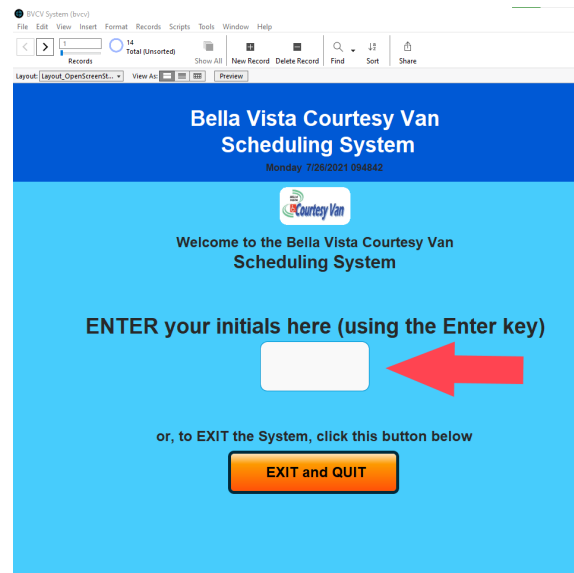 BVCV System (bvcv)
File Edit View Insert Format Records Scripts Tools Window Help
1
14
Total (Unsorted)
Records
Show All New Record Delete Record Find Sort Share
Layout: Layout_OpenScreenSt... View As: Preview
Bella Vista Courtesy Van
Scheduling System
Monday 7/26/2021 094842
Courtesy Van
Welcome to the Bella Vista Courtesy Van
Scheduling System
ENTER your initials here (using the Enter key)
or, to EXIT the System, click this button below
EXIT and QUIT